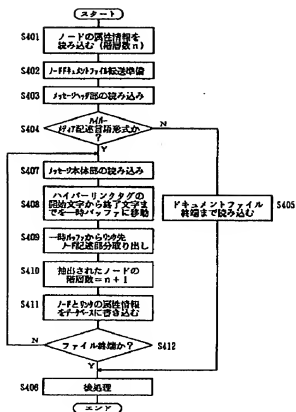 スタート
S401
ノードの属性情報を
読み込む(階層数n)
S402
ノードドキュメントファイル転送準備
S403
メッセージヘッダ部の読み込み
S404
ハイパー
メディア記述言語形式か
?
N
Y
S407
メッセージ本体部の読み込み
S408
ハイパーリンクタグの
開始文字から終了文字ま
でを一時バッファに移動
ドキュメントファイル
終端まで読み込む
S405
S409
一時バッファからリンク先
ノード記述部分取り出し
S410
抽出されたノードの
階層数=n+1
S411
ノードとリンクの属性情報
をデータベースに書き込む
N
ファイル終端か?
S412
Y
S406
後処理
エンド